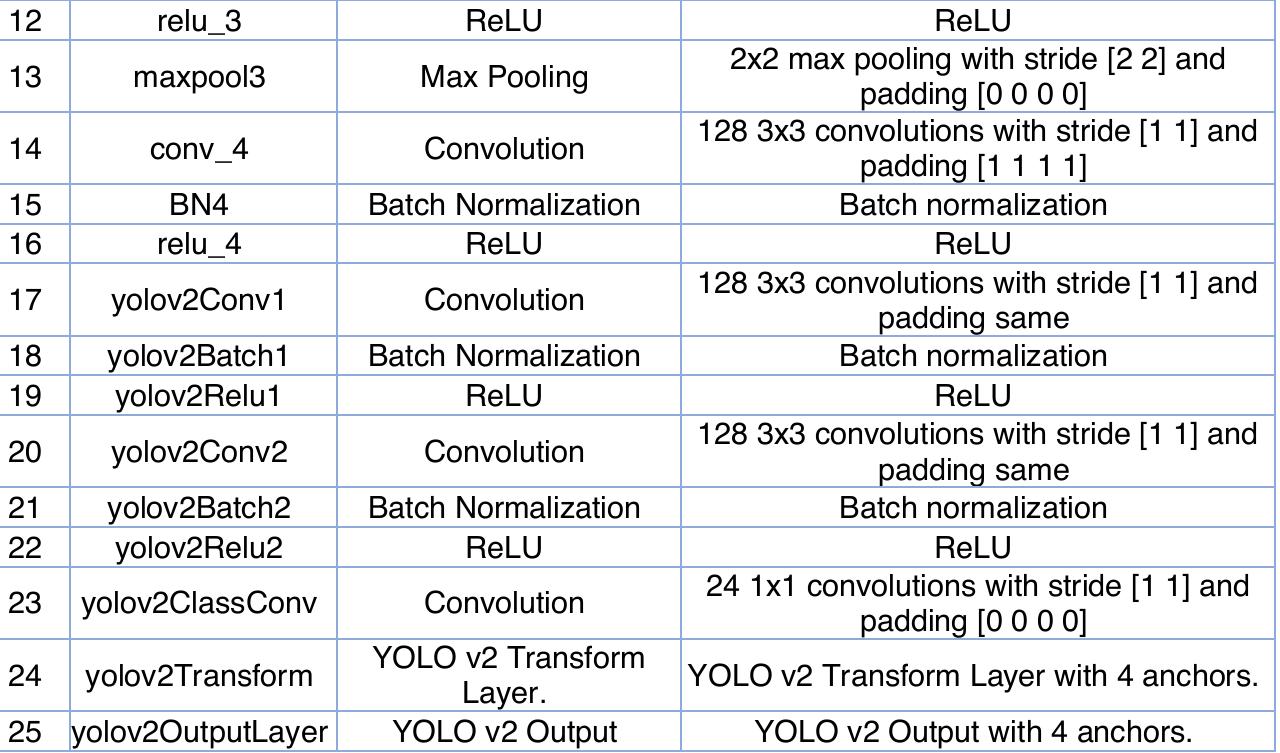 12 relu_3 ReLU ReLU
13 maxpool3 Max Pooling 2x2 max pooling with stride [2 2] and
padding [0 0 0 0]
14 conv_4 Convolution 128 3x3 convolutions with stride [1 1] and
padding [1 1 1 1]
15 BN4 Batch Normalization Batch normalization
16 relu_4 ReLU ReLU
17 yolov2Conv1 Convolution 128 3x3 convolutions with stride [1 1] and
padding same
18 yolov2Batch1 Batch Normalization Batch normalization
19 yolov2Relu1 ReLU ReLU
20 yolov2Conv2 Convolution 128 3x3 convolutions with stride [1 1] and
padding same
21 yolov2Batch2 Batch Normalization Batch normalization
22 yolov2Relu2 ReLU ReLU
23 yolov2ClassConv Convolution 24 1x1 convolutions with stride [1 1] and
padding [0 0 0 0]
24 yolov2Transform YOLO v2 Transform
Layer. YOLO v2 Transform Layer with 4 anchors.
25 yolov2OutputLayer YOLO v2 Output YOLO v2 Output with 4 anchors.